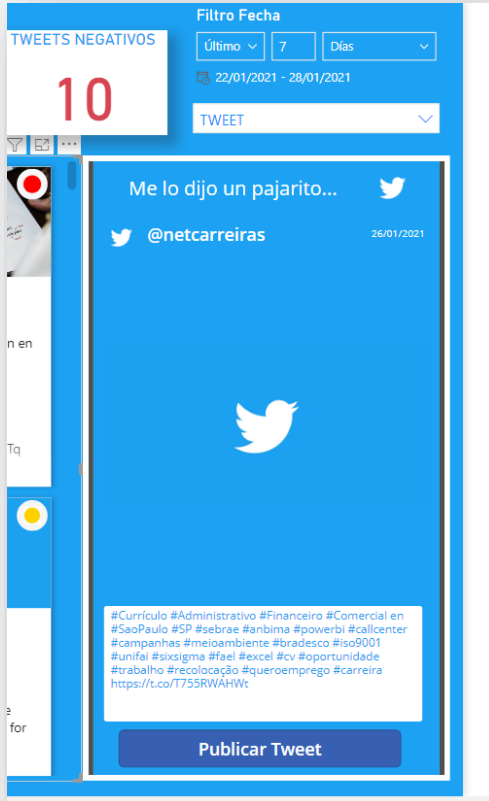 Filtro Fecha
TWEETS NEGATIVOS
Último
7
Días
10
22/01/2021 - 28/01/2021
TWEET
Me lo dijo un pajarito...
@netcarreiras
26/01/2021
n en
Tq
#Currículo #Administrativo #Financeiro #Comercial en
#SaoPaulo #SP #sebrae #anbima #powerbi #callcenter
#campanhas #meioambiente #bradesco #iso9001
#unifai #sixsigma #fael #excel #cv #oportunidade
#trabalho #recolocação #queroemprego #carreira
https://t.co/T755RWAHWt
for
Publicar Tweet